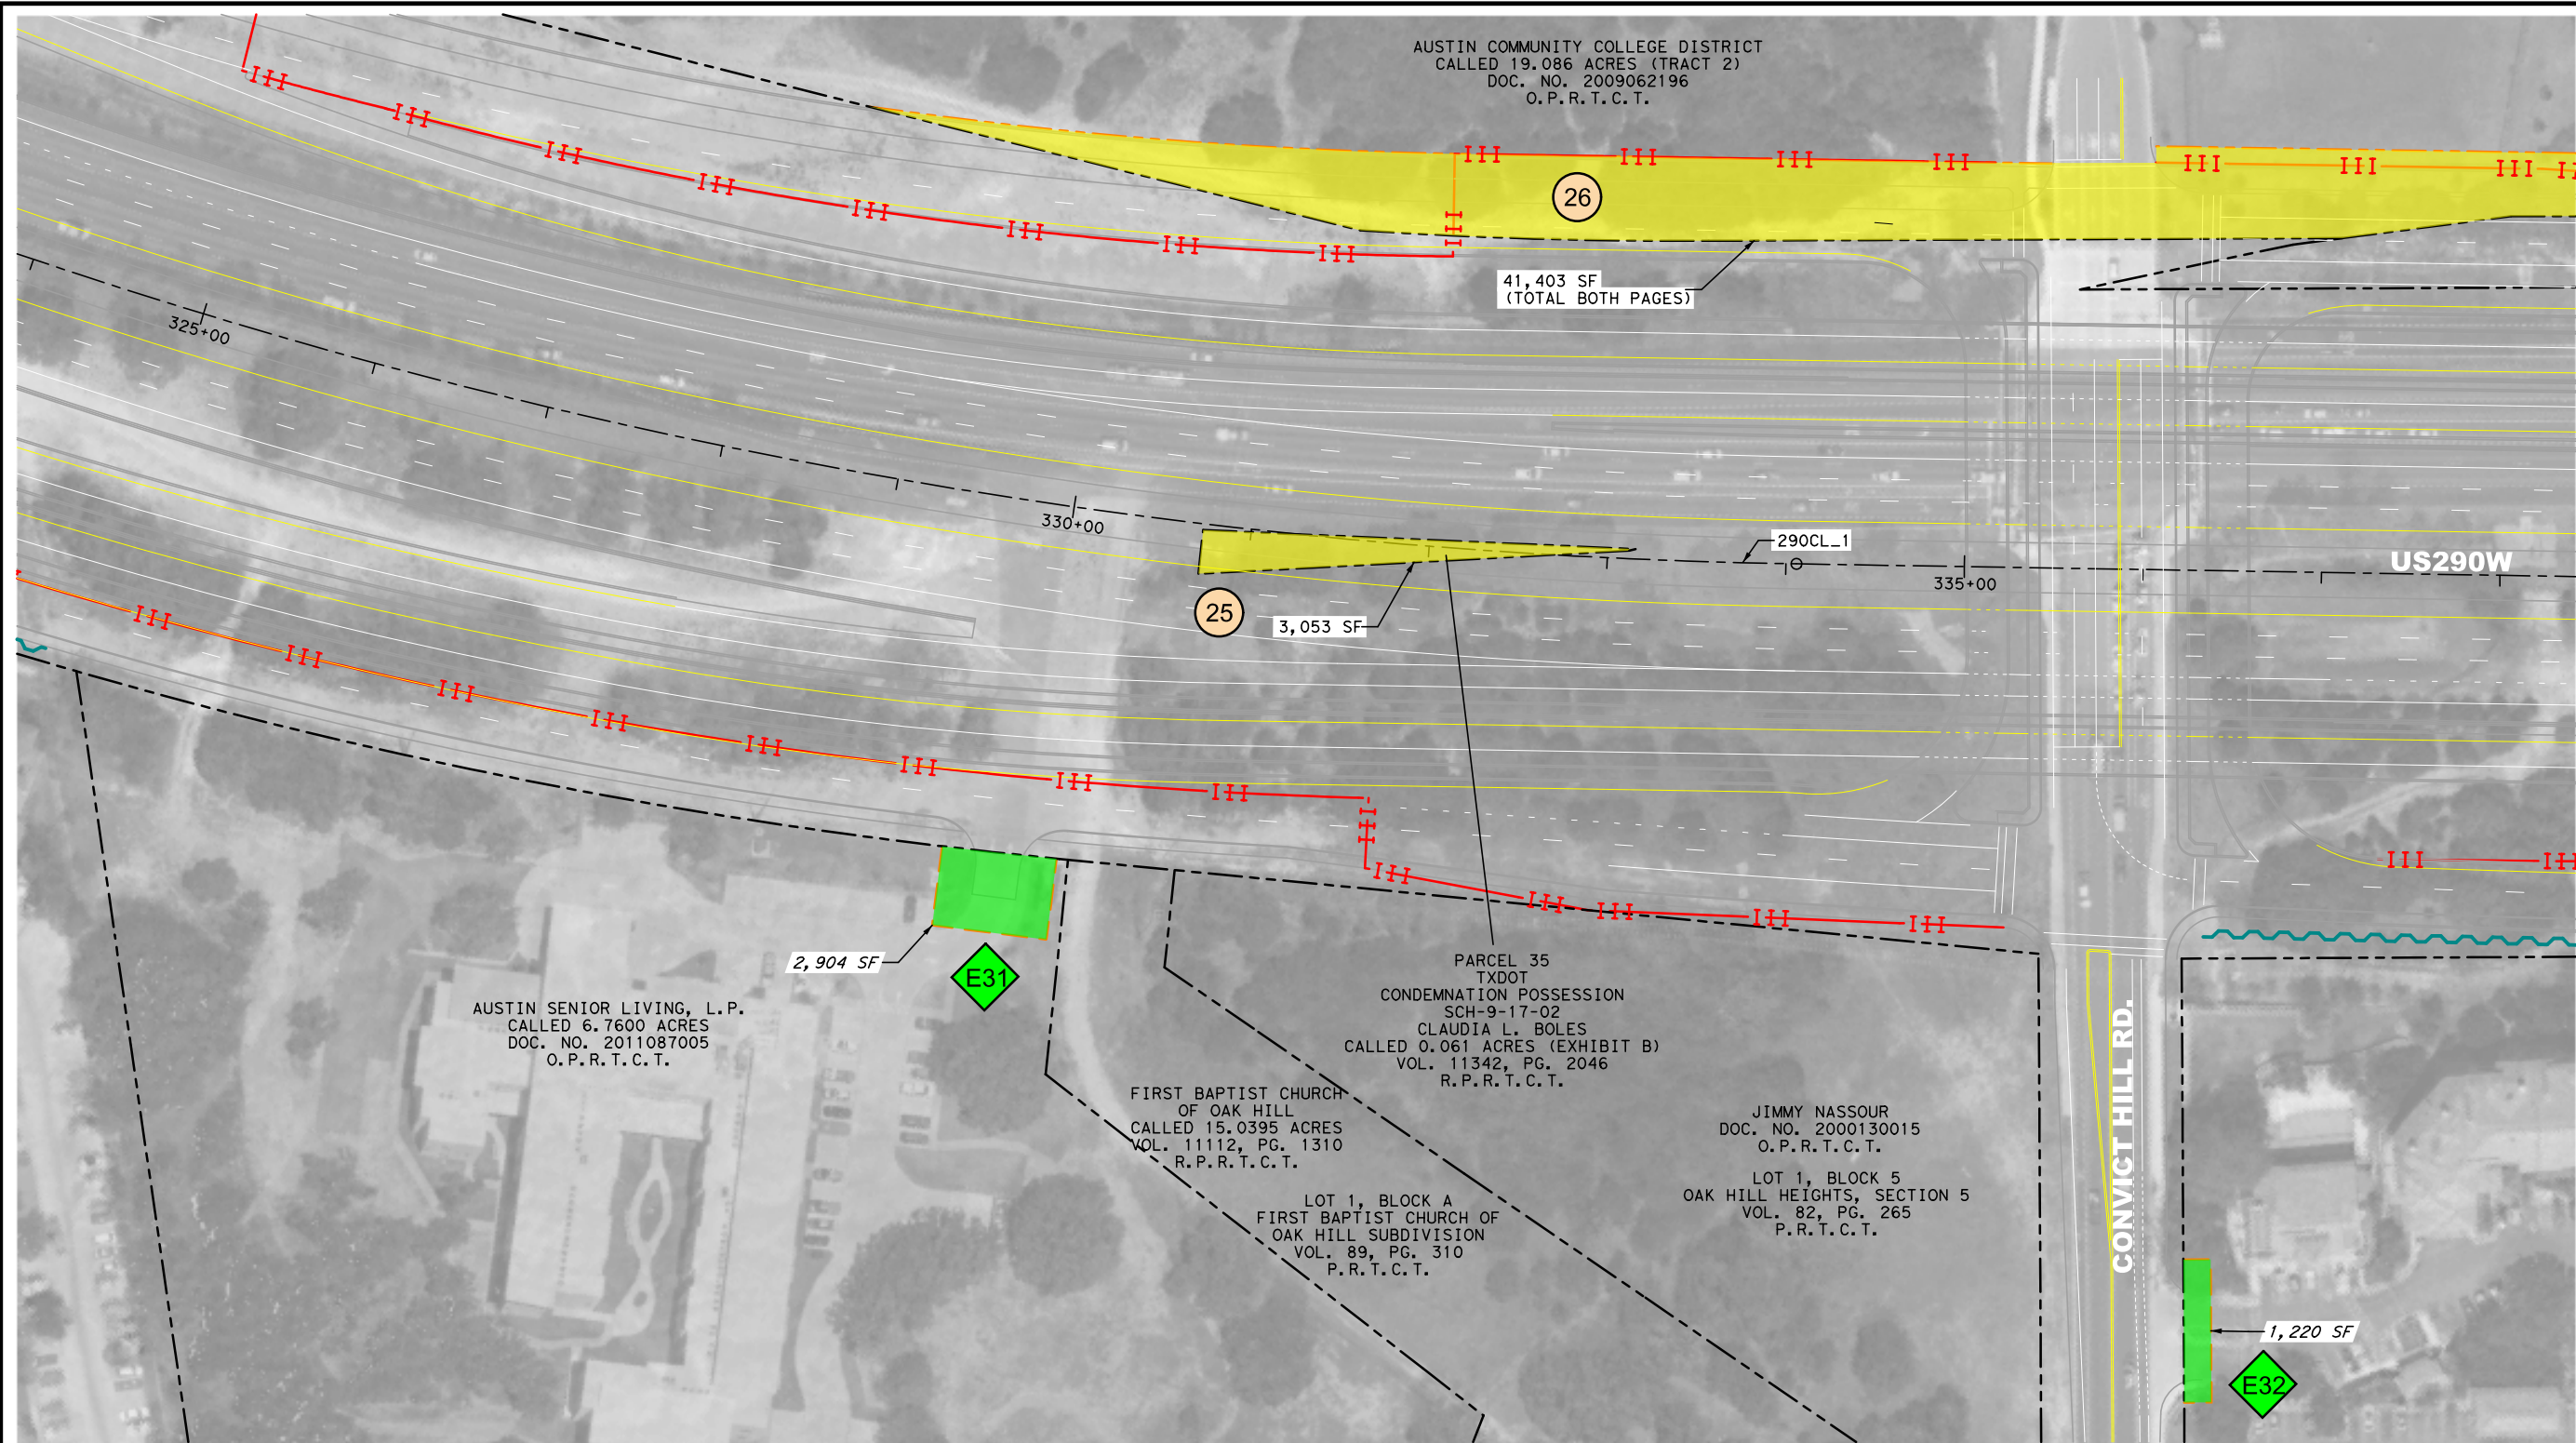 AUSTIN COMMUNITY COLLEGE DISTRICT
CALLED 19.086 ACRES (TRACT 2)
DOC. NO. 2009062196
O.P.R.T.C.T.
26
41,403 SF
(TOTAL BOTH PAGES)
325+00
330+00
290CL_1
335+00
US290W
25
3,053 SF
2,904 SF
E31
AUSTIN SENIOR LIVING, L.P.
CALLED 6.7600 ACRES
DOC. NO. 2011087005
O.P.R.T.C.T.
PARCEL 35
TXDOT
CONDEMNATION POSSESSION
SCH-9-17-02
CLAUDIA L. BOLES
CALLED 0.061 ACRES (EXHIBIT B)
VOL. 11342, PG. 2046
R.P.R.T.C.T.
FIRST BAPTIST CHURCH
OF OAK HILL
CALLED 15.0395 ACRES
VOL. 11112, PG. 1310
R.P.R.T.C.T.
LOT 1, BLOCK A
FIRST BAPTIST CHURCH OF
OAK HILL SUBDIVISION
VOL. 89, PG. 310
P.R.T.C.T.
JIMMY NASSOUR
DOC. NO. 2000130015
O.P.R.T.C.T.
LOT 1, BLOCK 5
OAK HILL HEIGHTS, SECTION 5
VOL. 82, PG. 265
P.R.T.C.T.
CONVICT HILL RD.
1,220 SF
E32